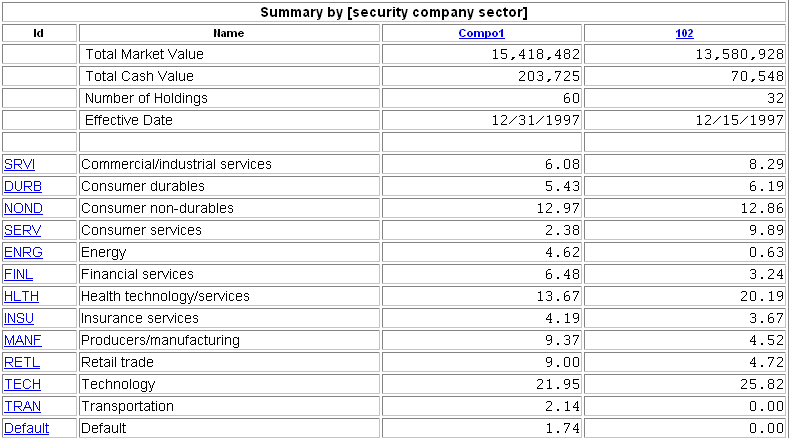 Summary by [security company sector]
Id Name Compo1 102
Total Market Value 15,418,482 13,580,928
Total Cash Value 203,725 70,548
Number of Holdings 60 32
Effective Date 12/31/1997 12/15/1997
SRVI Commercial/industrial services 6.08 8.29
DURB Consumer durables 5.43 6.19
NOND Consumer non-durables 12.97 12.86
SERV Consumer services 2.38 9.89
ENRG Energy 4.62 0.63
FINL Financial services 6.48 3.24
HLTH Health technology/services 13.67 20.19
INSU Insurance services 4.19 3.67
MANF Producers/manufacturing 9.37 4.52
RETL Retail trade 9.00 4.72
TECH Technology 21.95 25.82
TRAN Transportation 2.14 0.00
Default Default 1.74 0.00